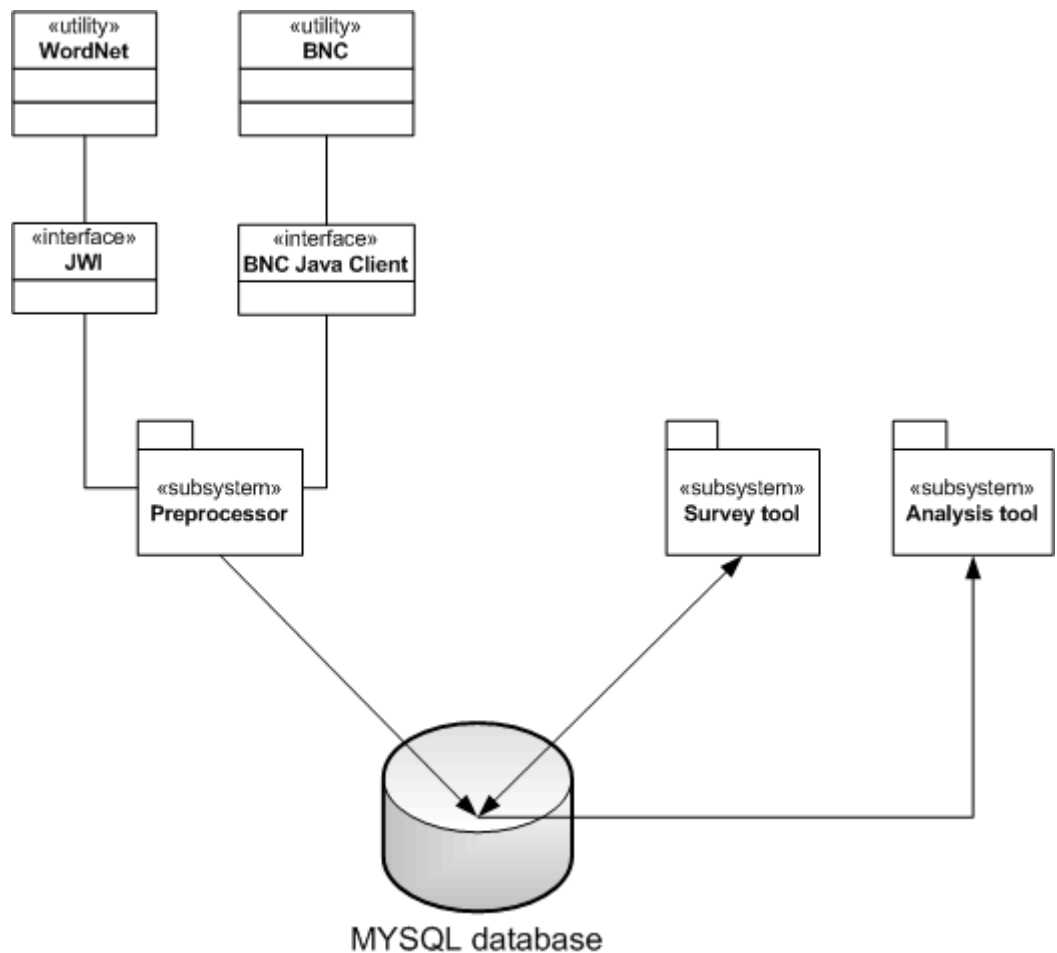 «utility»
WordNet
«utility»
BNC
«interface»
JWI
«interface»
BNC Java Client
«subsystem»
Preprocessor
«subsystem»
Survey tool
«subsystem»
Analysis tool
MYSQL database